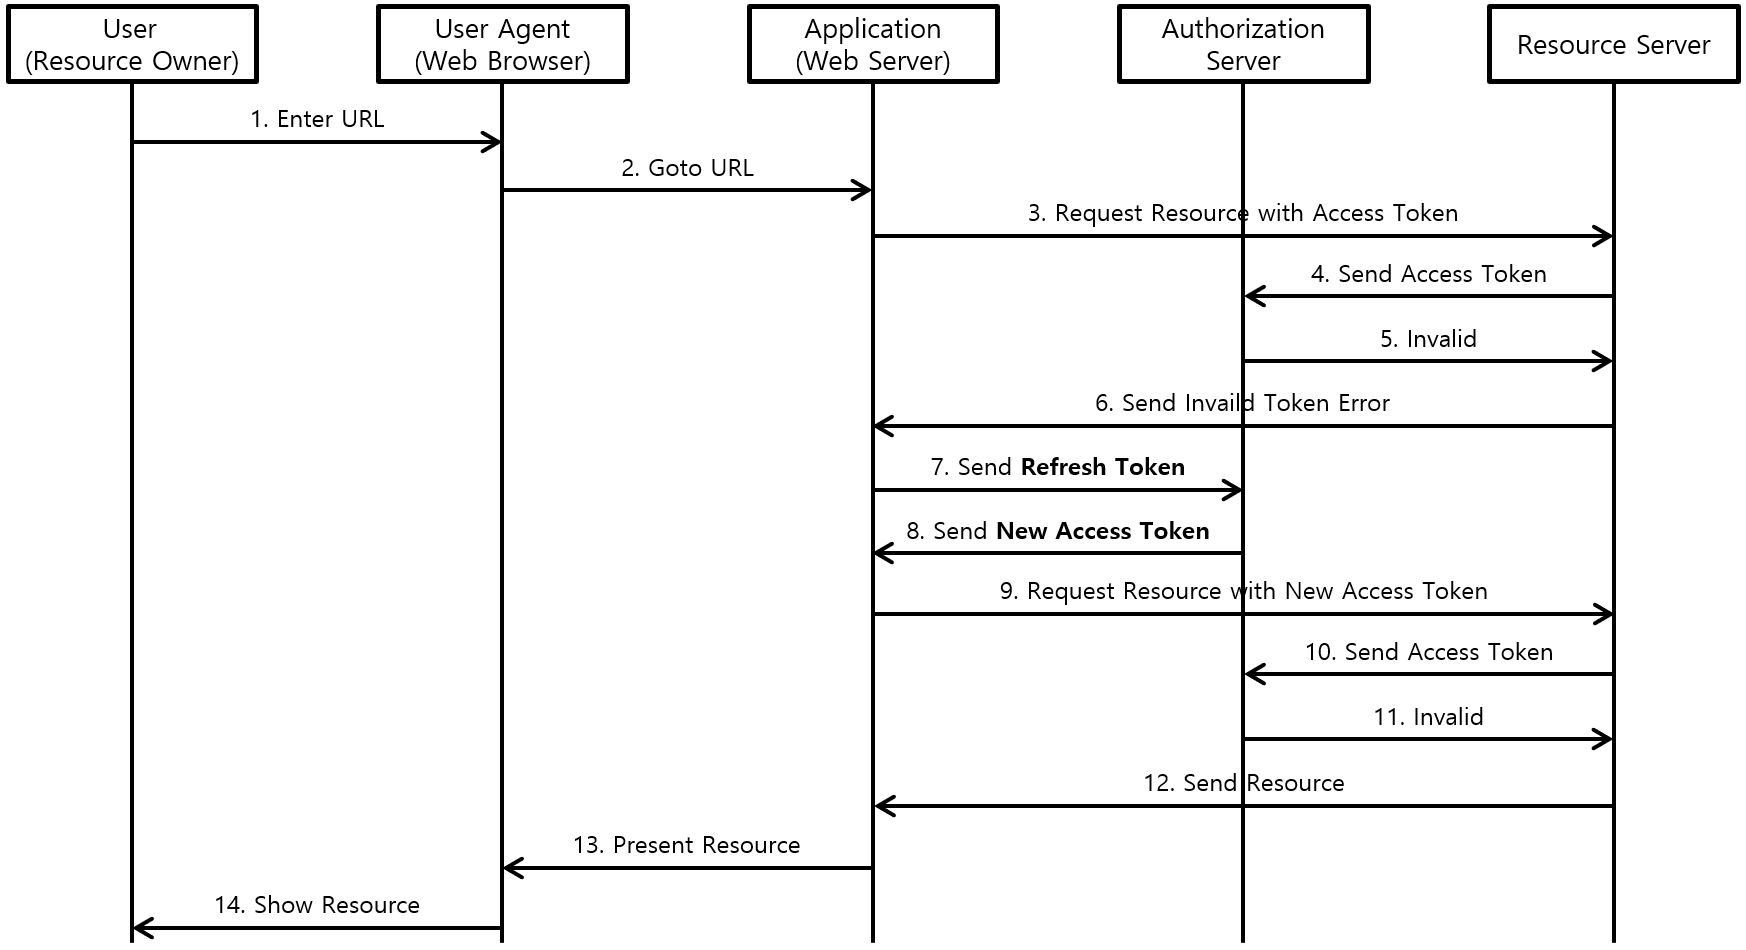 User
(Resource Owner)
User Agent
(Web Browser)
Application
(Web Server)
Authorization
Server
Resource Server
1. Enter URL
2. Goto URL
3. Request Resource with Access Token
4. Send Access Token
5. Invalid
6. Send Invaild Token Error
7. Send Refresh Token
8. Send New Access Token
9. Request Resource with New Access Token
10. Send Access Token
11. Invalid
12. Send Resource
13. Present Resource
14. Show Resource